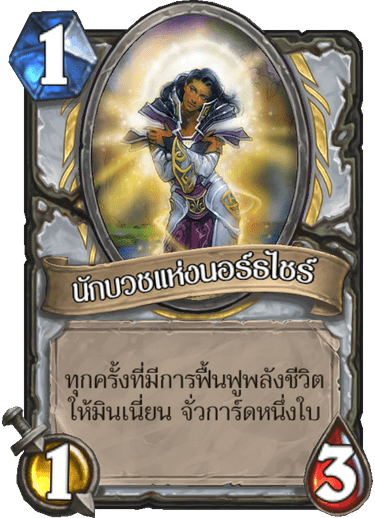 1
นักบวชแห่งนอร์ธไชร์
ทุกครั้งที่มีการฟื้นฟูพลังชีวิต
ให้มินเนี่ยน จั่วการ์ดหนึ่งใบ
1
3